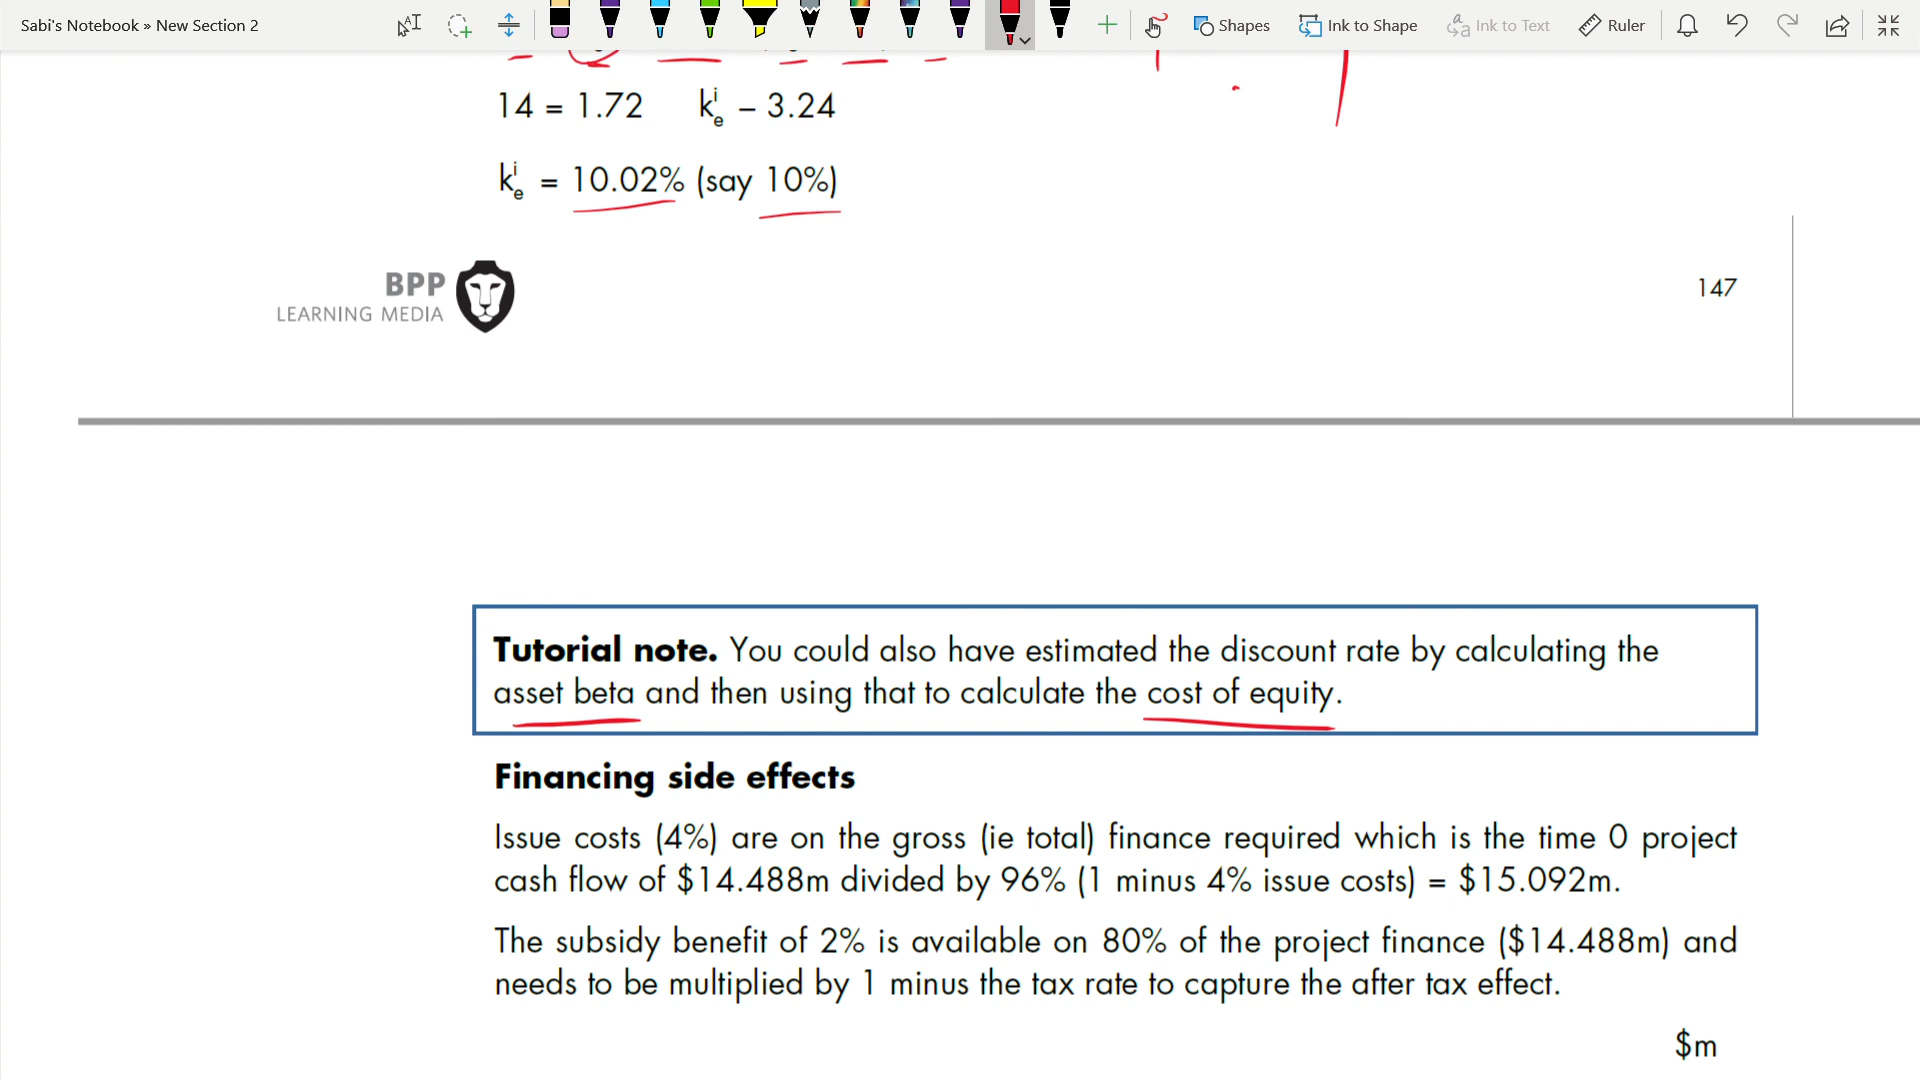 Sabi's Notebook » New Section 2
Shapes
Ink to Shape
Ink to Text
Ruler
14 = 1.72 kᵢₑ – 3.24
kᵢₑ = 10.02% (say 10%)
BPP
LEARNING MEDIA
147
Tutorial note. You could also have estimated the discount rate by calculating the
asset beta and then using that to calculate the cost of equity.
Financing side effects
Issue costs (4%) are on the gross (ie total) finance required which is the time 0 project
cash flow of $14.488m divided by 96% (1 minus 4% issue costs) = $15.092m.
The subsidy benefit of 2% is available on 80% of the project finance ($14.488m) and
needs to be multiplied by 1 minus the tax rate to capture the after tax effect.
$m